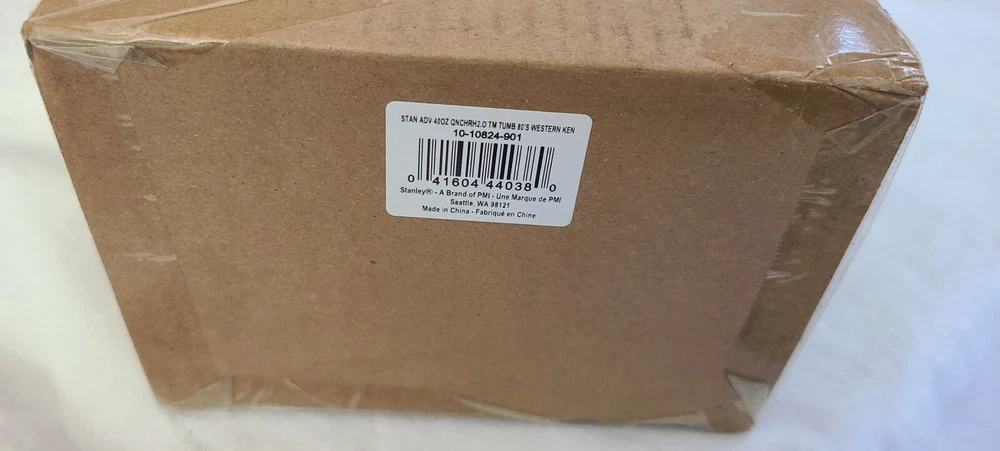 STAN ADV 40OZ QNCHRH2.O TM TUMB 80'S WESTERN KEN
10-10824-901
0 41604 44038 0
Stanley® - A Brand of PMI - Une Marque de PMI
Seattle, WA 98121
Made in China - Fabriqué en Chine